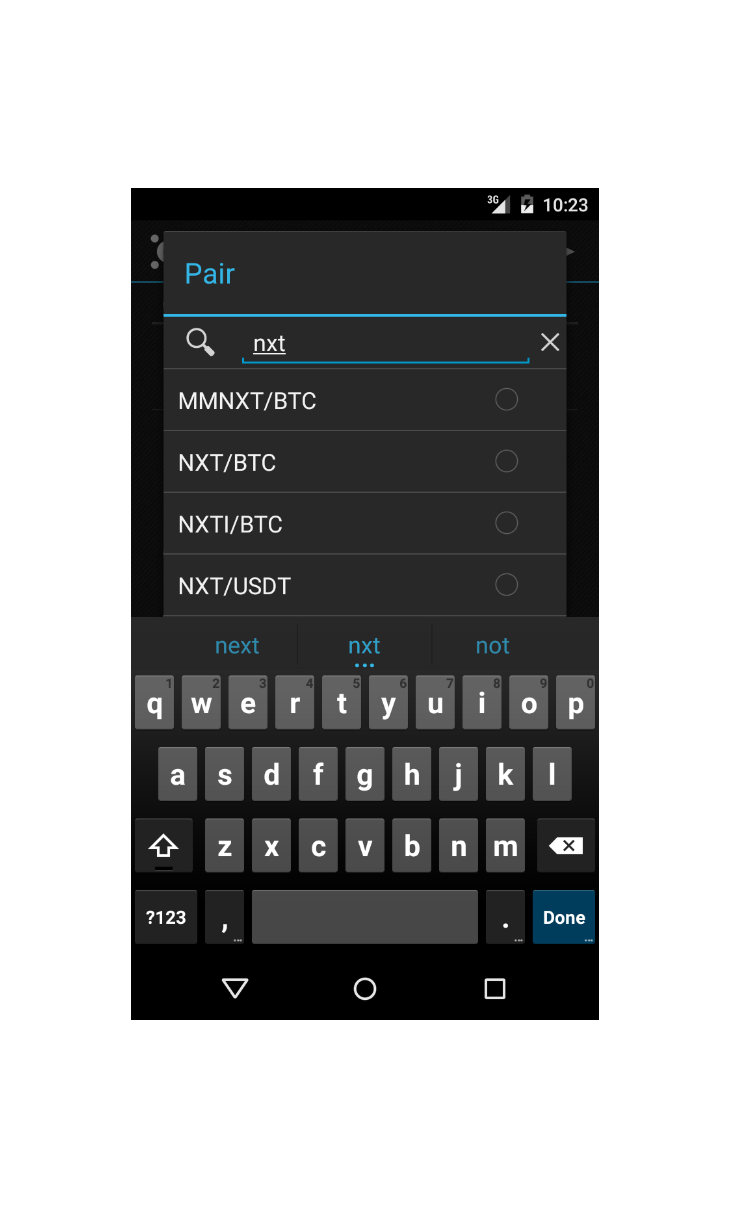 3G 10:23
Pair
nxt
MMNXT/BTC
NXT/BTC
NXTI/BTC
NXT/USDT
next nxt not
1 2 3 4 5 6 7 8 9 0
q w e r t y u i o p
a s d f g h j k l
z x c v b n m
?123 , . Done